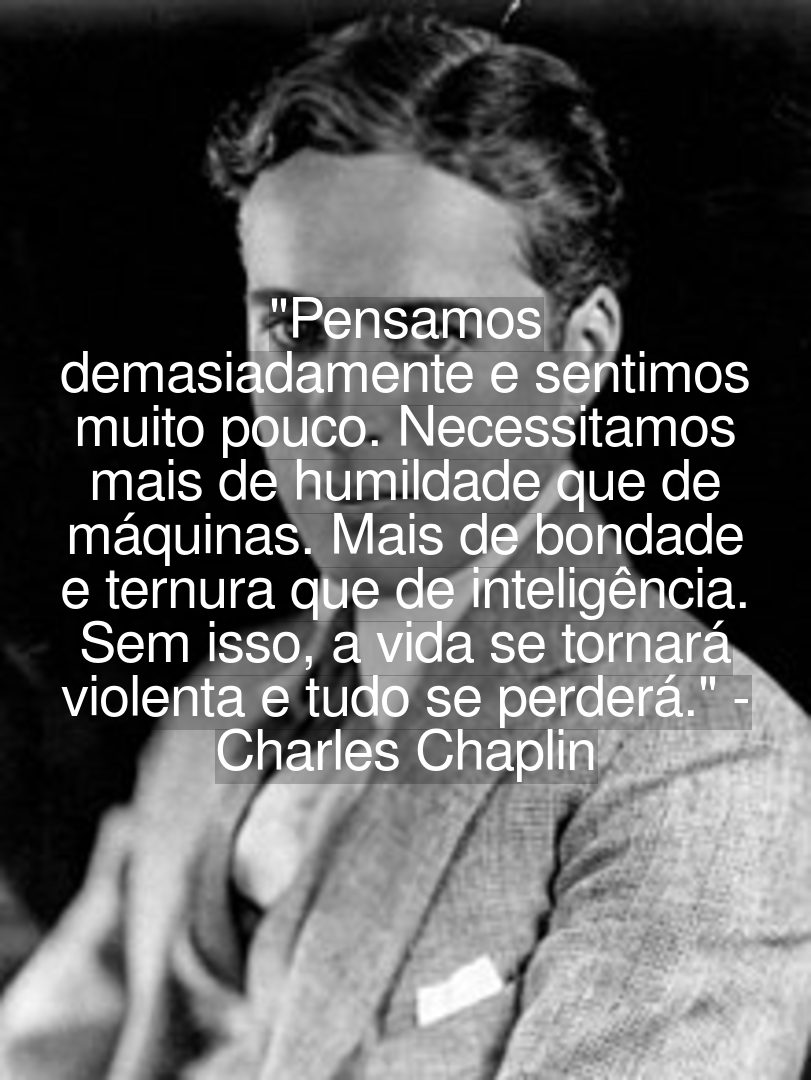 "Pensamos
demasiadamente e sentimos
muito pouco. Necessitamos
mais de humildade que de
máquinas. Mais de bondade
e ternura que de inteligência.
Sem isso, a vida se tornará
violenta e tudo se perderá." -
Charles Chaplin